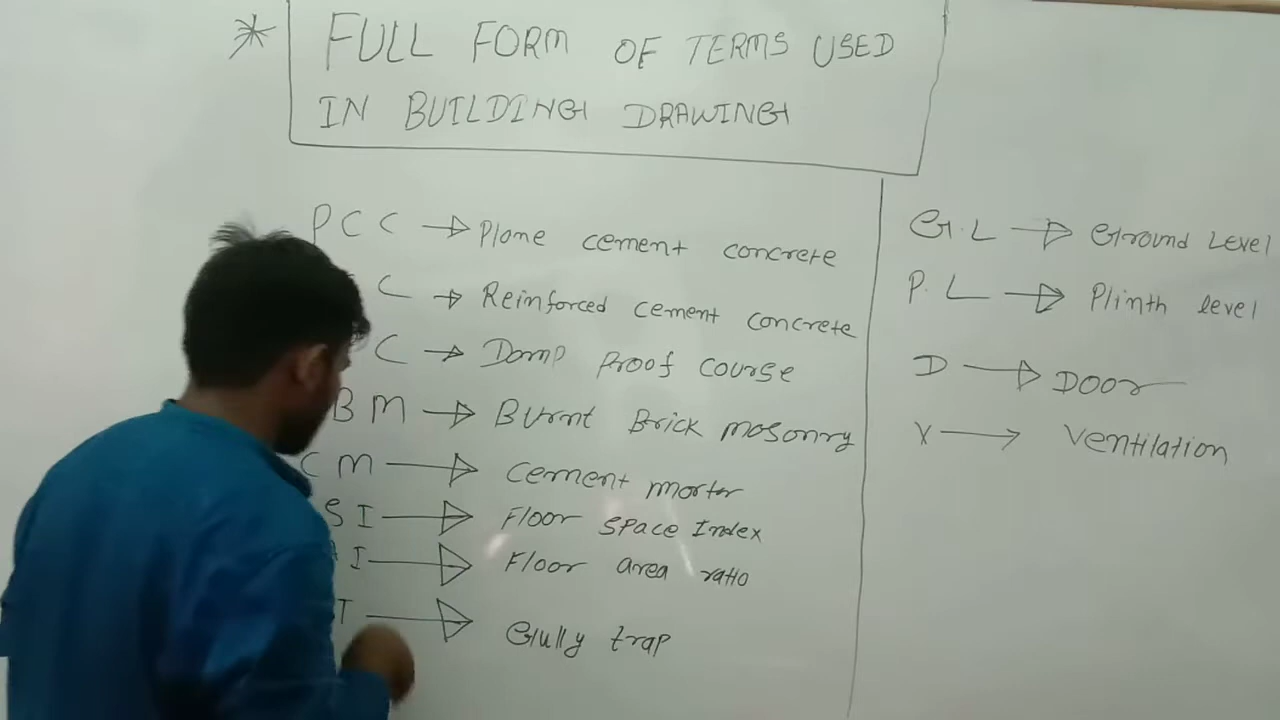 * FULL FORM OF TERMS USED
IN BUILDING DRAWING
PCC → Plane cement concrete
C → Reinforced cement concrete
C → Damp Proof course
BM → Burnt Brick masonry
CM → Cement mortar
SI → Floor space Index
I → Floor area ratio
T → Gully trap
G.L → Ground Level
P.L → Plinth level
D → Door
V → Ventilation